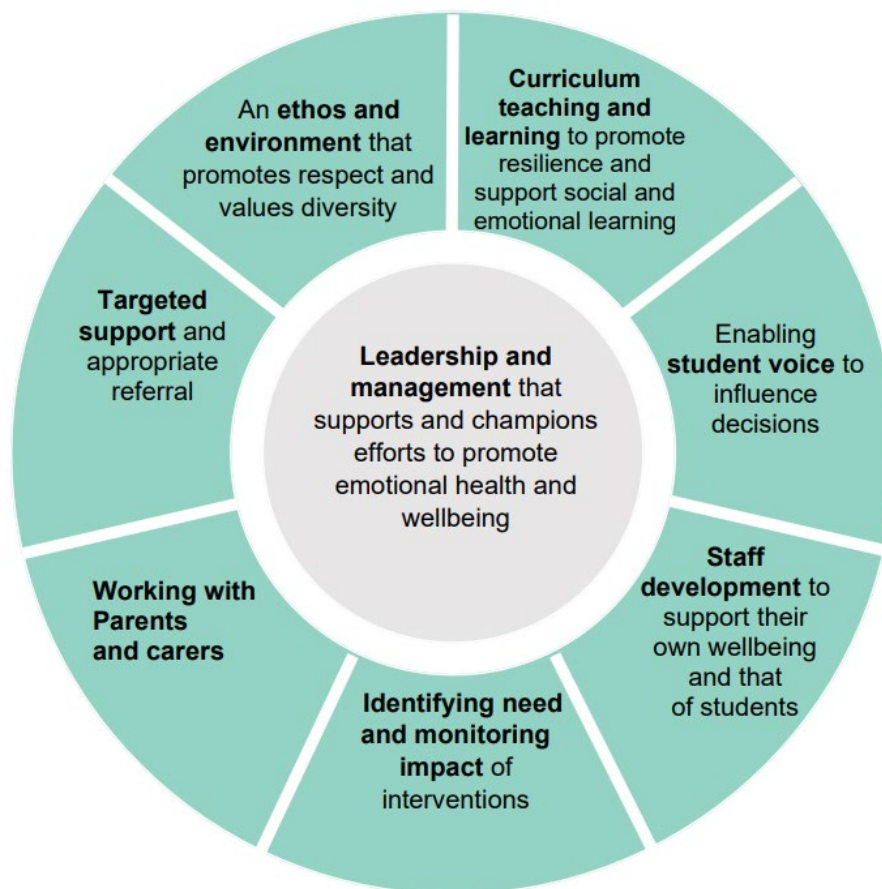 An ethos and
environment that
promotes respect and
values diversity
Curriculum
teaching and
learning to promote
resilience and
support social and
emotional learning
Enabling
student voice to
influence
decisions
Staff
development to
support their
own wellbeing
and that
of students
Identifying need
and monitoring
impact of
interventions
Working with
Parents
and carers
Targeted
support and
appropriate
referral
Leadership and
management that
supports and champions
efforts to promote
emotional health and
wellbeing